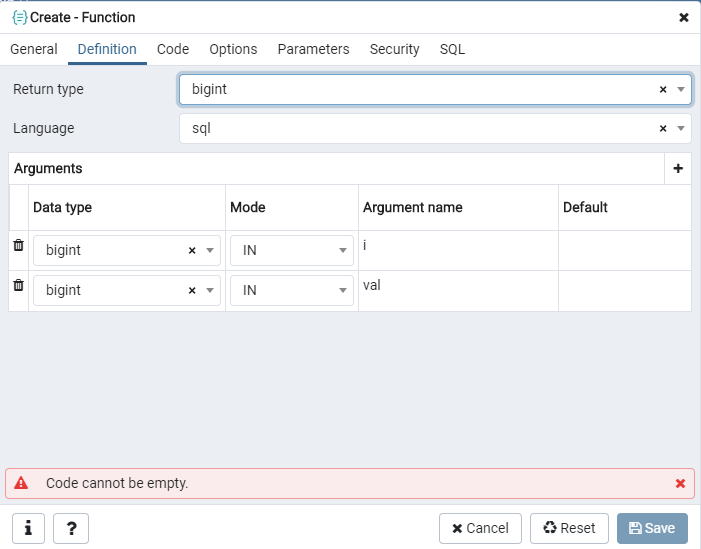 Create - Function
General Definition Code Options Parameters Security SQL
Return type bigint
Language sql
Arguments
Data type Mode Argument name Default
bigint IN i
bigint IN val
Code cannot be empty.
i ? Cancel Reset Save